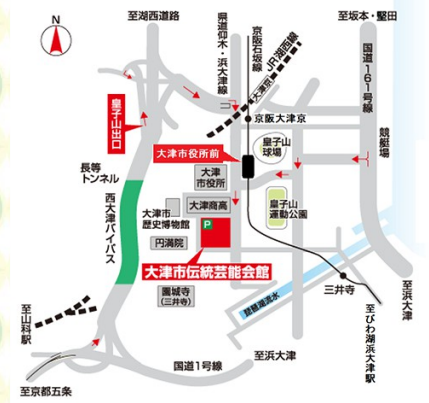 N
至湖西道路
県道仰木・浜大津線
京阪石坂線
JR湖西線
至坂本・堅田
国道161号線
大津京
京阪大津京
皇子山出口
競艇場
大津市役所前
皇子山
球場
長等
トンネル
大津
市役所
西大津バイパス
大津商高
大津市
歴史博物館
皇子山
運動公園
P
円満院
大津市伝統芸能会館
園城寺
(三井寺)
琵琶湖疏水
三井寺
至浜大津
至びわ湖浜大津駅
至山科駅
国道1号線
至浜大津
至京都五条